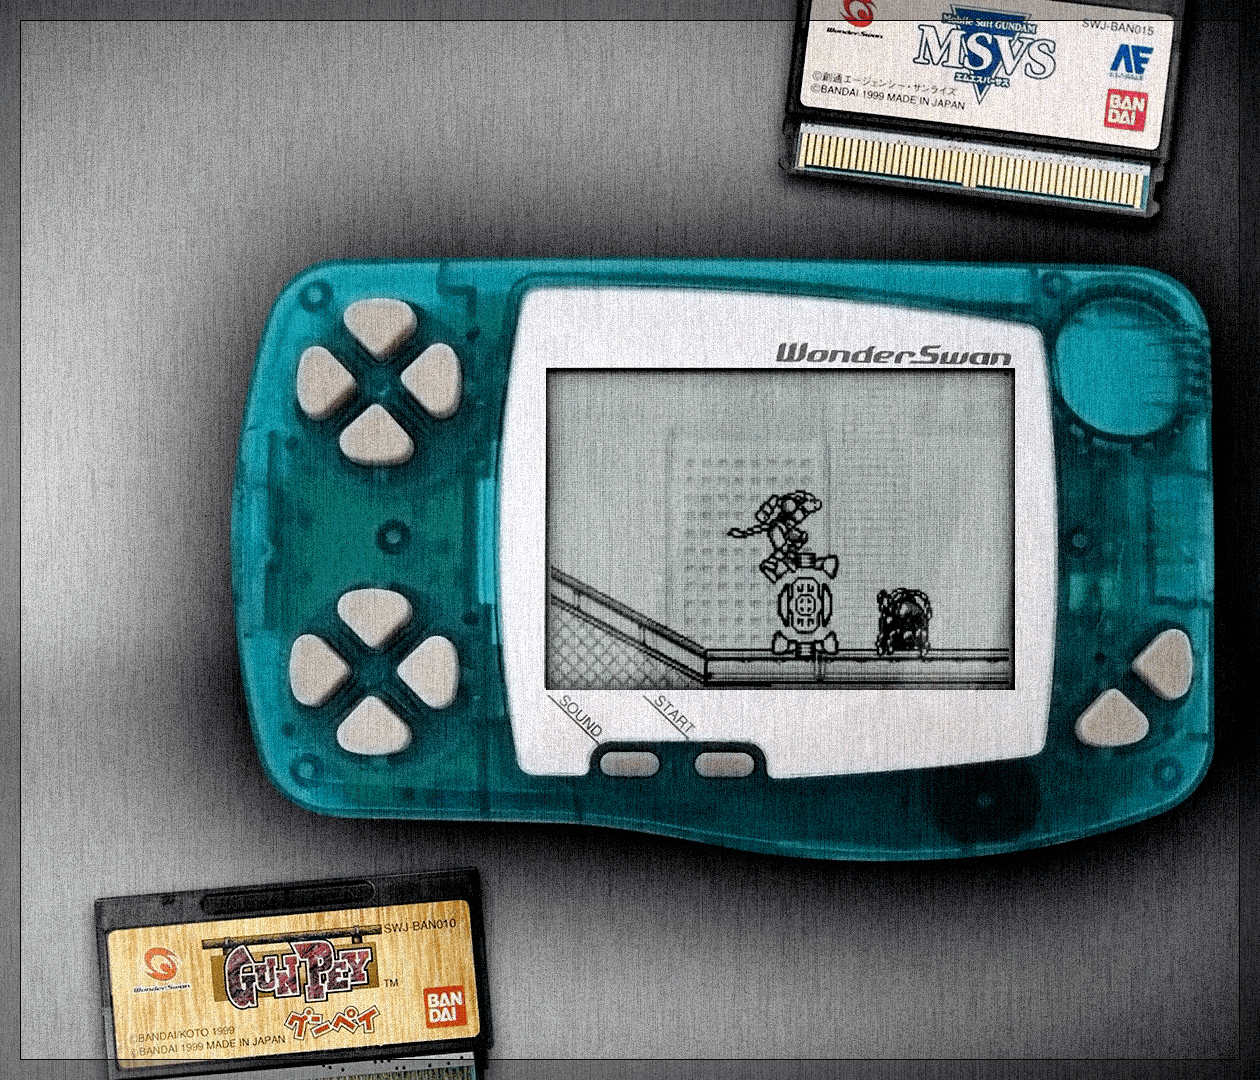 WonderSwan
Mobile Suit GUNDAM
MSVS
エムエスバーサス
SWJ-BAN015
©創通エージェンシー・サンライズ
©BANDAI 1999 MADE IN JAPAN
BAN
DAI
WonderSwan
SOUND
START
SWJ-BAN010
WonderSwan
GUNPEY
TM
グンペイ
BAN
DAI
©BANDAI/KOTO 1999
©BANDAI 1999 MADE IN JAPAN